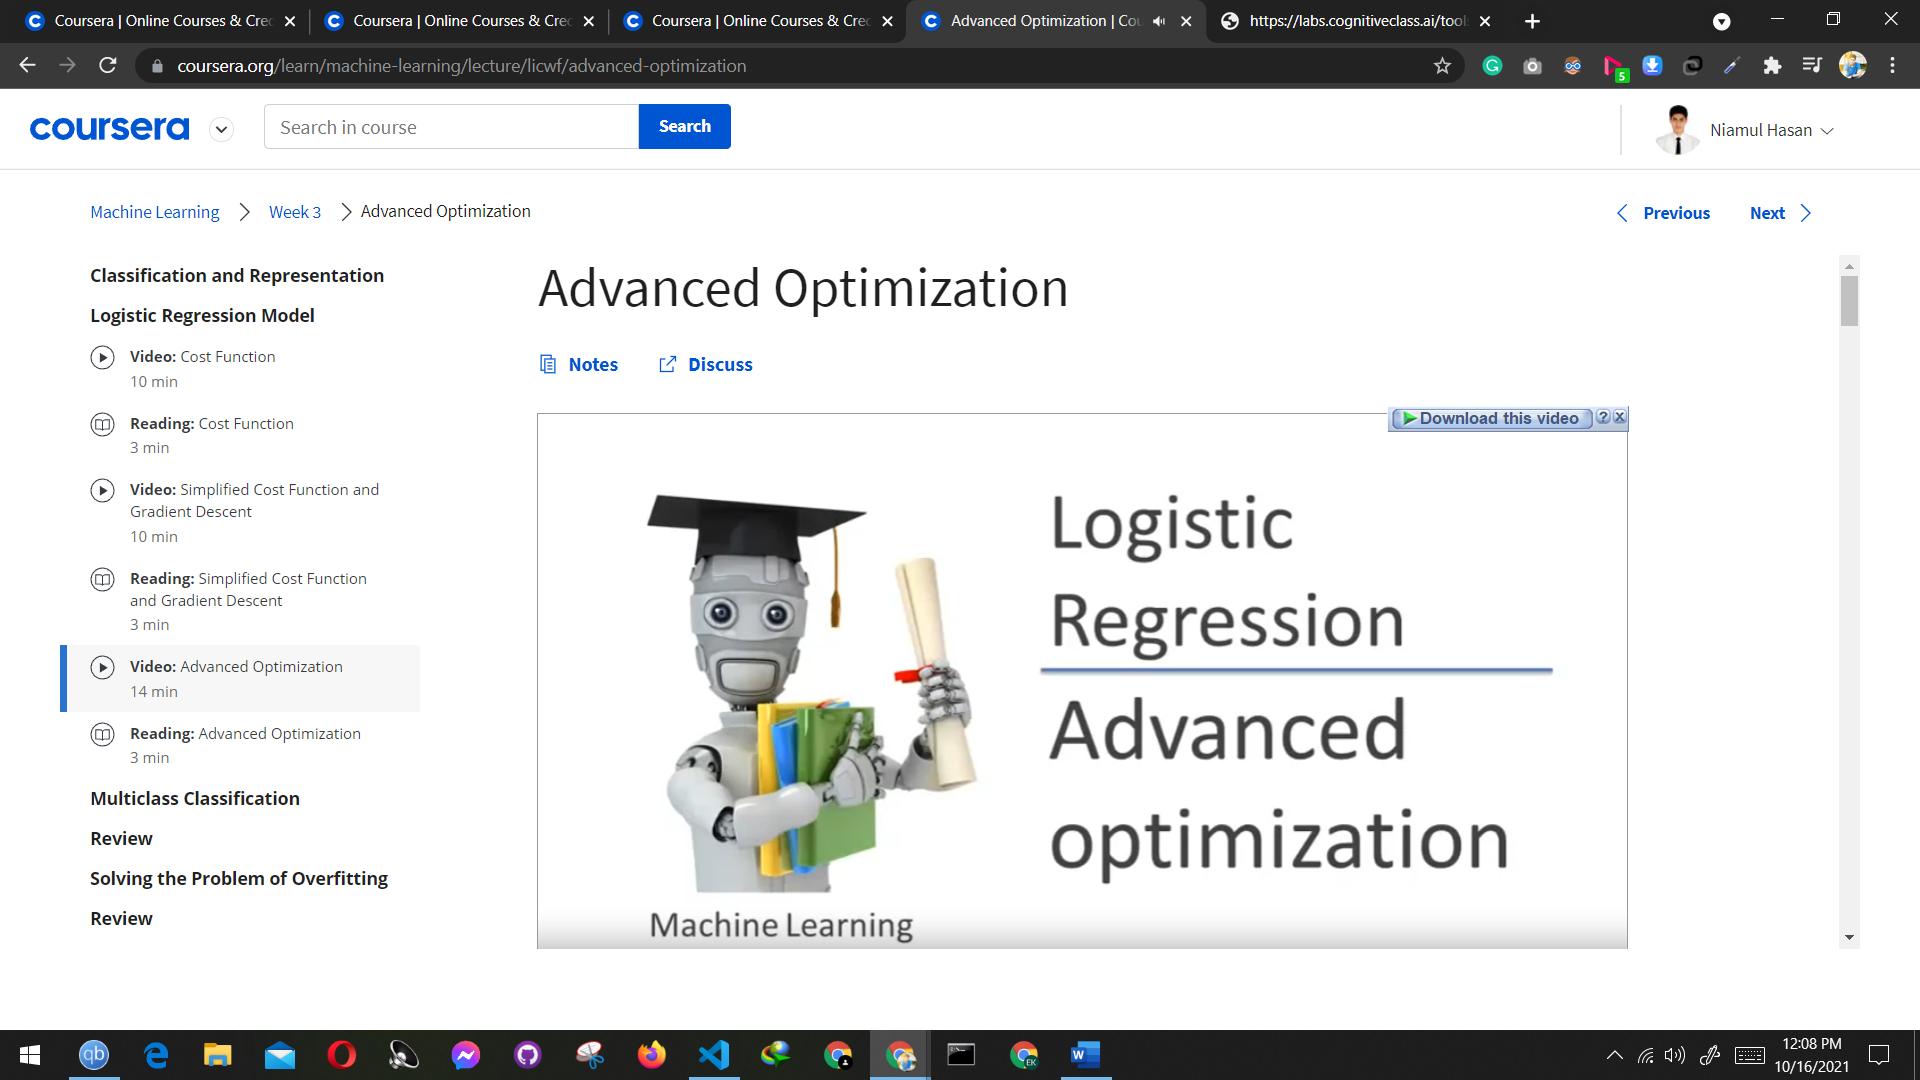 Coursera | Online Courses & Cre
Coursera | Online Courses & Cre
Coursera | Online Courses & Cre
Advanced Optimization | Co
https://labs.cognitiveclass.ai/tool
coursera.org/learn/machine-learning/lecture/licwf/advanced-optimization
5
coursera
Search in course
Search
Niamul Hasan
Machine Learning
Week 3
Advanced Optimization
Previous
Next
Classification and Representation
Logistic Regression Model
Video: Cost Function
10 min
Reading: Cost Function
3 min
Video: Simplified Cost Function and
Gradient Descent
10 min
Reading: Simplified Cost Function
and Gradient Descent
3 min
Video: Advanced Optimization
14 min
Reading: Advanced Optimization
3 min
Multiclass Classification
Review
Solving the Problem of Overfitting
Review
Advanced Optimization
Notes
Discuss
Download this video
?
Logistic
Regression
Advanced
optimization
Machine Learning
qb
EK
W
12:08 PM
10/16/2021